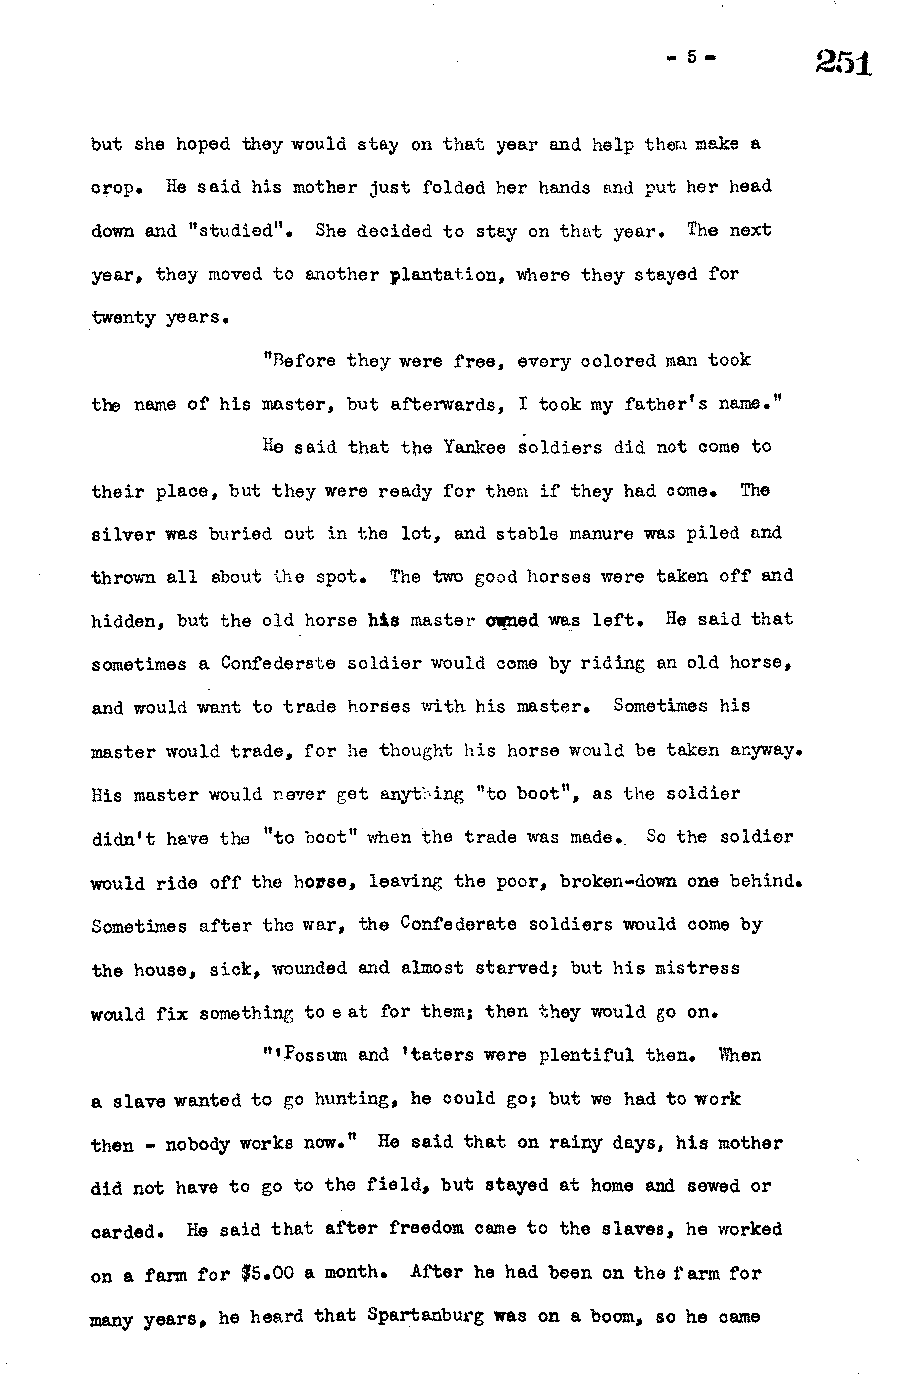 - 5 - 251
but she hoped they would stay on that year and help them make a
crop. He said his mother just folded her hands and put her head
down and "studied". She decided to stay on that year. The next
year, they moved to another plantation, where they stayed for
twenty years.
"Before they were free, every colored man took
the name of his master, but afterwards, I took my father's name."
He said that the Yankee soldiers did not come to
their place, but they were ready for them if they had come. The
silver was buried out in the lot, and stable manure was piled and
thrown all about the spot. The two good horses were taken off and
hidden, but the old horse his master owned was left. He said that
sometimes a Confederate soldier would come by riding an old horse,
and would want to trade horses with his master. Sometimes his
master would trade, for he thought his horse would be taken anyway.
His master would never get anything "to boot", as the soldier
didn't have the "to boot" when the trade was made. So the soldier
would ride off the horse, leaving the poor, broken-down one behind.
Sometimes after the war, the Confederate soldiers would come by
the house, sick, wounded and almost starved; but his mistress
would fix something to e at for them; then they would go on.
"'Possum and 'taters were plentiful then. When
a slave wanted to go hunting, he could go; but we had to work
then - nobody works now." He said that on rainy days, his mother
did not have to go to the field, but stayed at home and sewed or
carded. He said that after freedom came to the slaves, he worked
on a farm for $5.00 a month. After he had been on the farm for
many years, he heard that Spartanburg was on a boom, so he came